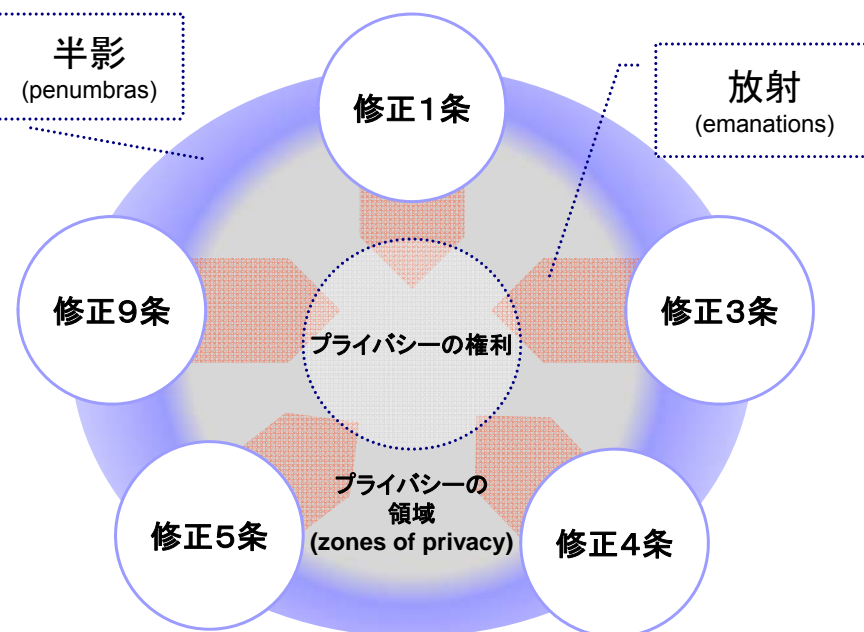 半影
(penumbras)
修正1条
放射
(emanations)
修正9条
修正3条
プライバシーの権利
プライバシーの
領域
(zones of privacy)
修正5条
修正4条